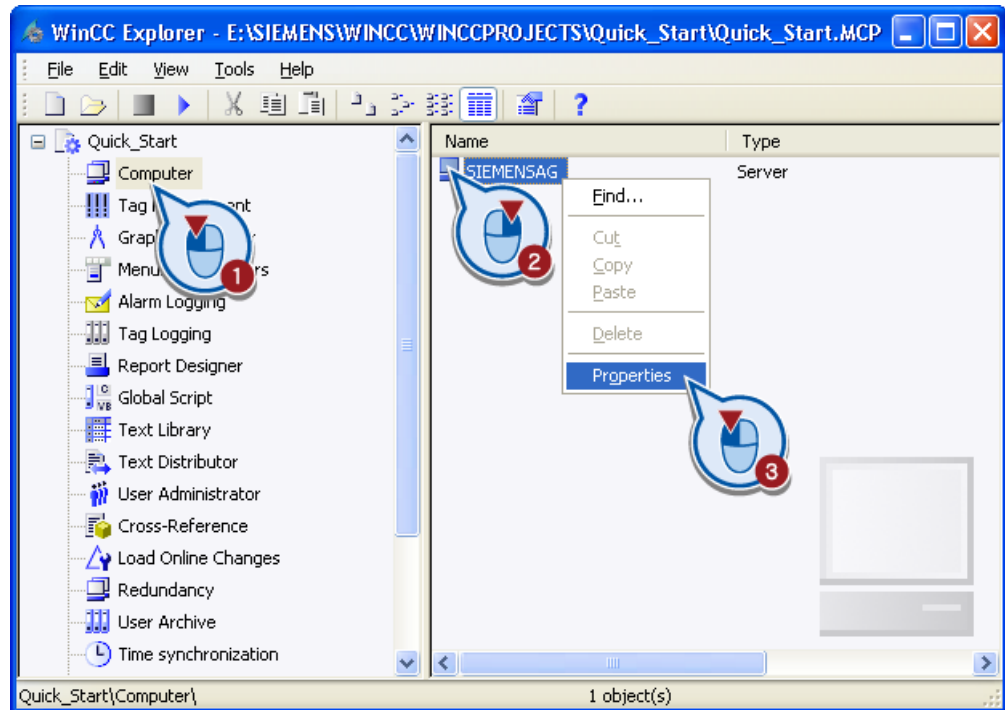 WinCC Explorer - E:\SIEMENS\WINCC\WINCCPROJECTS\Quick_Start\Quick_Start.MCP
File Edit View Tools Help
Quick_Start
Computer
Tag
Alarm Logging
Tag Logging
Report Designer
Global Script
Text Library
Text Distributor
User Administrator
Cross-Reference
Load Online Changes
Redundancy
User Archive
Time synchronization
Name Type
SIEMENSAG Server
Find...
Cut
Copy
Paste
Delete
Properties
1
2
3
Quick_Start\Computer\ 1 object(s)